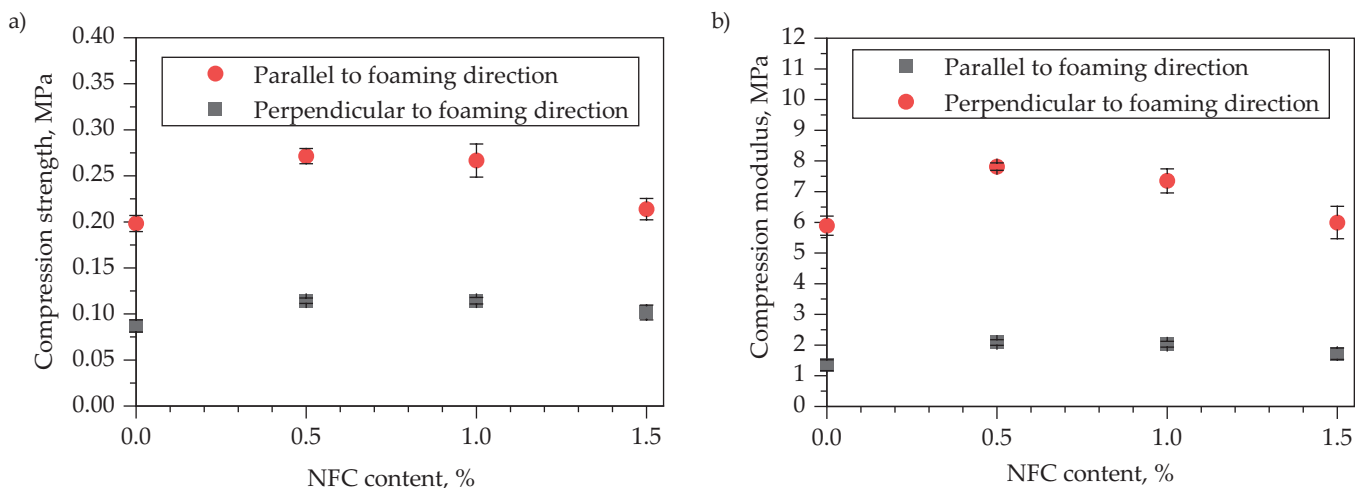 a)
0.40
0.35
0.30
0.25
0.20
0.15
0.10
0.05
0.00
Compression strength, MPa
Parallel to foaming direction
Perpendicular to foaming direction
0.0 0.5 1.0 1.5
NFC content, %
b)
12
11
10
9
8
7
6
5
4
3
2
1
0
Compression modulus, MPa
Parallel to foaming direction
Perpendicular to foaming direction
0.0 0.5 1.0 1.5
NFC content, %